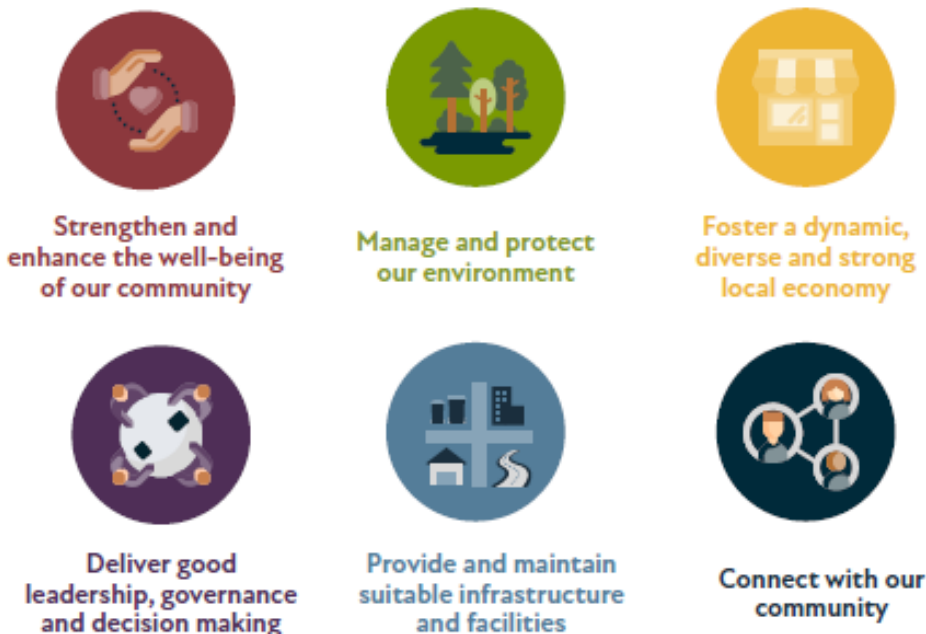 Strengthen and
enhance the well-being
of our community
Manage and protect
our environment
Foster a dynamic,
diverse and strong
local economy
Deliver good
leadership, governance
and decision making
Provide and maintain
suitable infrastructure
and facilities
Connect with our
community